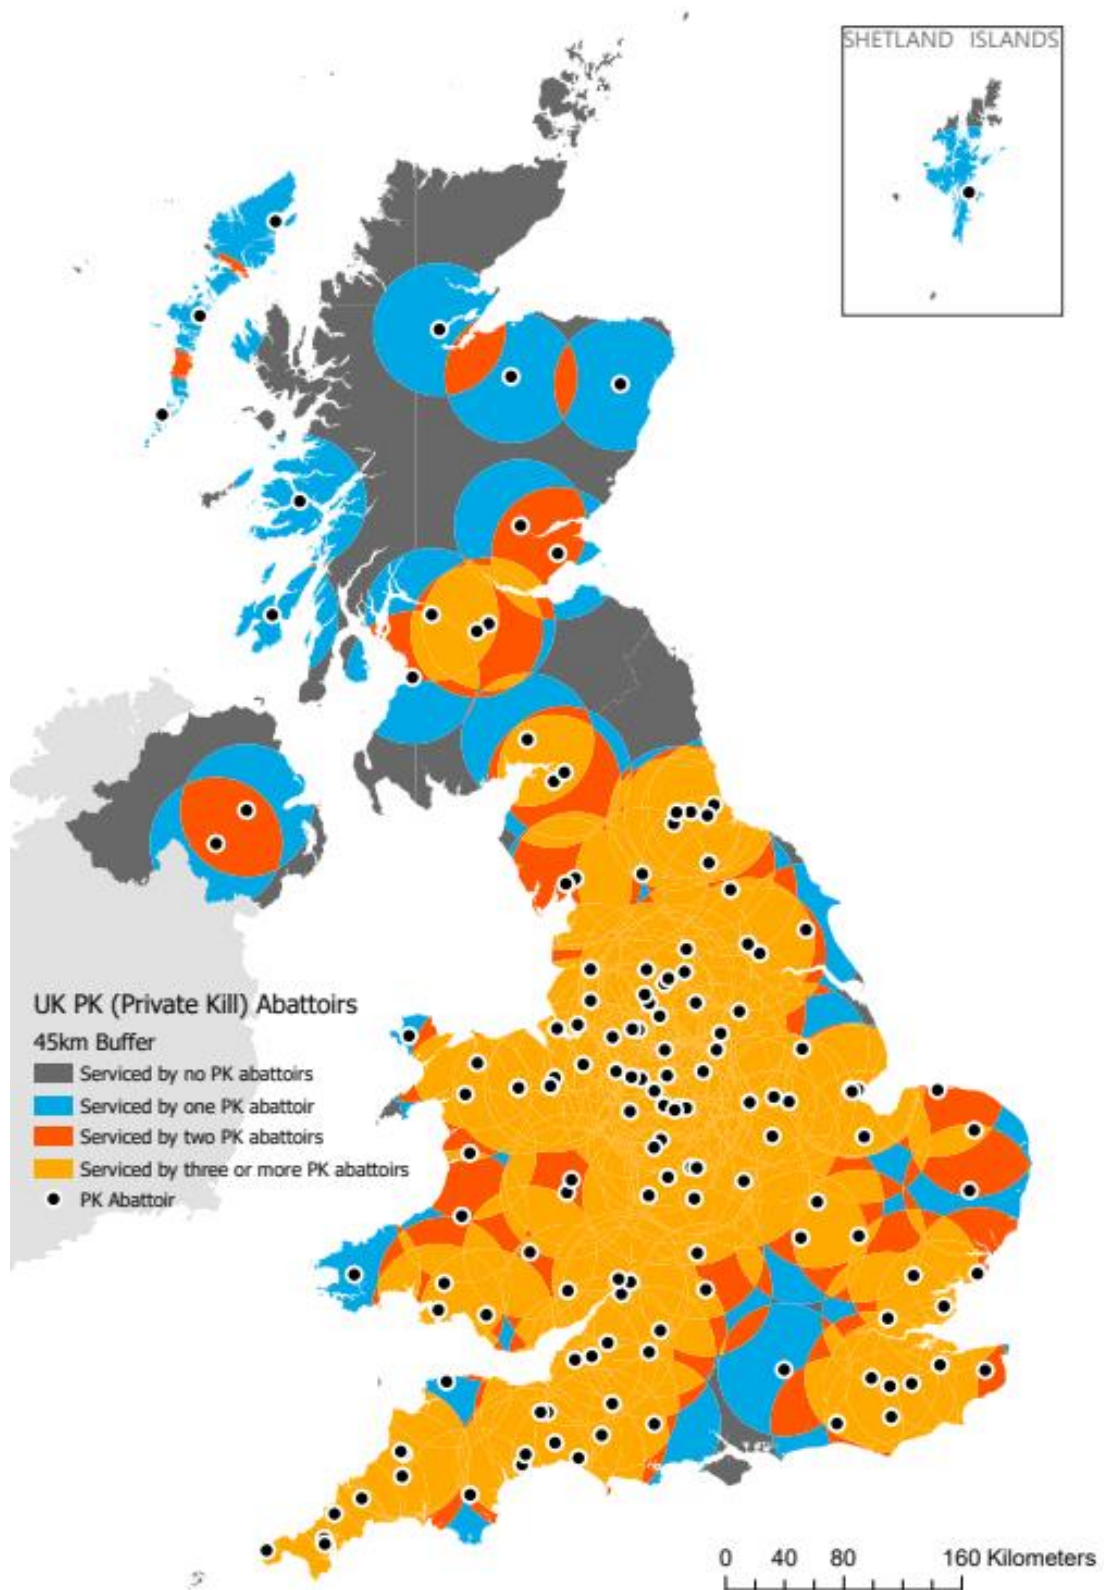 SHETLAND ISLANDS
UK PK (Private Kill) Abattoirs
45km Buffer
Serviced by no PK abattoirs
Serviced by one PK abattoir
Serviced by two PK abattoirs
Serviced by three or more PK abattoirs
PK Abattoir
0 40 80 160 Kilometers